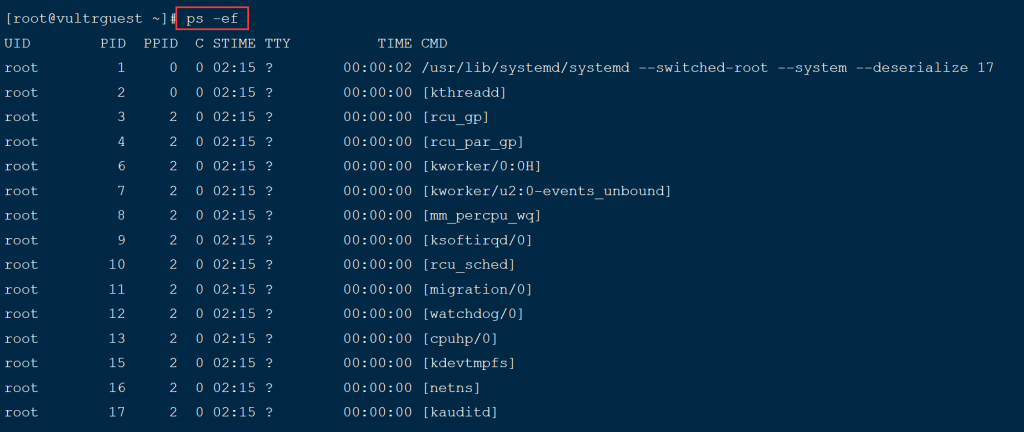 [root@vultrguest ~]# ps -ef
UID PID PPID C STIME TTY TIME CMD
root 1 0 0 02:15 ? 00:00:02 /usr/lib/systemd/systemd --switched-root --system --deserialize 17
root 2 0 0 02:15 ? 00:00:00 [kthreadd]
root 3 2 0 02:15 ? 00:00:00 [rcu_gp]
root 4 2 0 02:15 ? 00:00:00 [rcu_par_gp]
root 6 2 0 02:15 ? 00:00:00 [kworker/0:0H]
root 7 2 0 02:15 ? 00:00:00 [kworker/u2:0-events_unbound]
root 8 2 0 02:15 ? 00:00:00 [mm_percpu_wq]
root 9 2 0 02:15 ? 00:00:00 [ksoftirqd/0]
root 10 2 0 02:15 ? 00:00:00 [rcu_sched]
root 11 2 0 02:15 ? 00:00:00 [migration/0]
root 12 2 0 02:15 ? 00:00:00 [watchdog/0]
root 13 2 0 02:15 ? 00:00:00 [cpuhp/0]
root 15 2 0 02:15 ? 00:00:00 [kdevtmpfs]
root 16 2 0 02:15 ? 00:00:00 [netns]
root 17 2 0 02:15 ? 00:00:00 [kauditd]